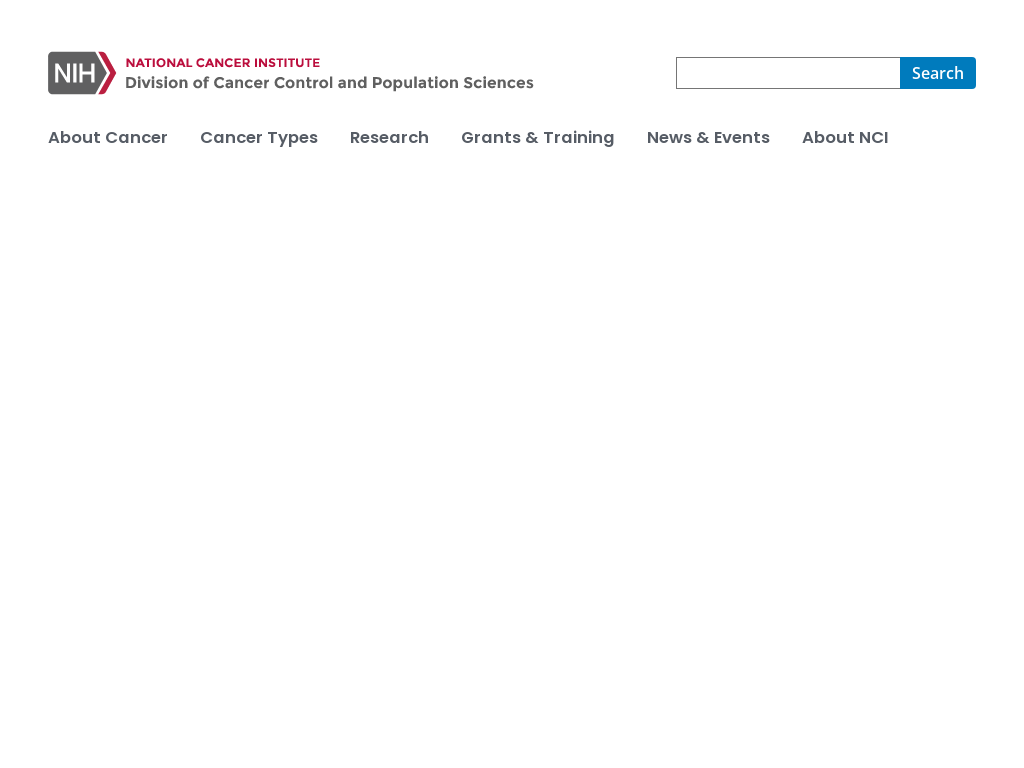 NIH
NATIONAL CANCER INSTITUTE
Division of Cancer Control and Population Sciences
Search
About Cancer
Cancer Types
Research
Grants & Training
News & Events
About NCI